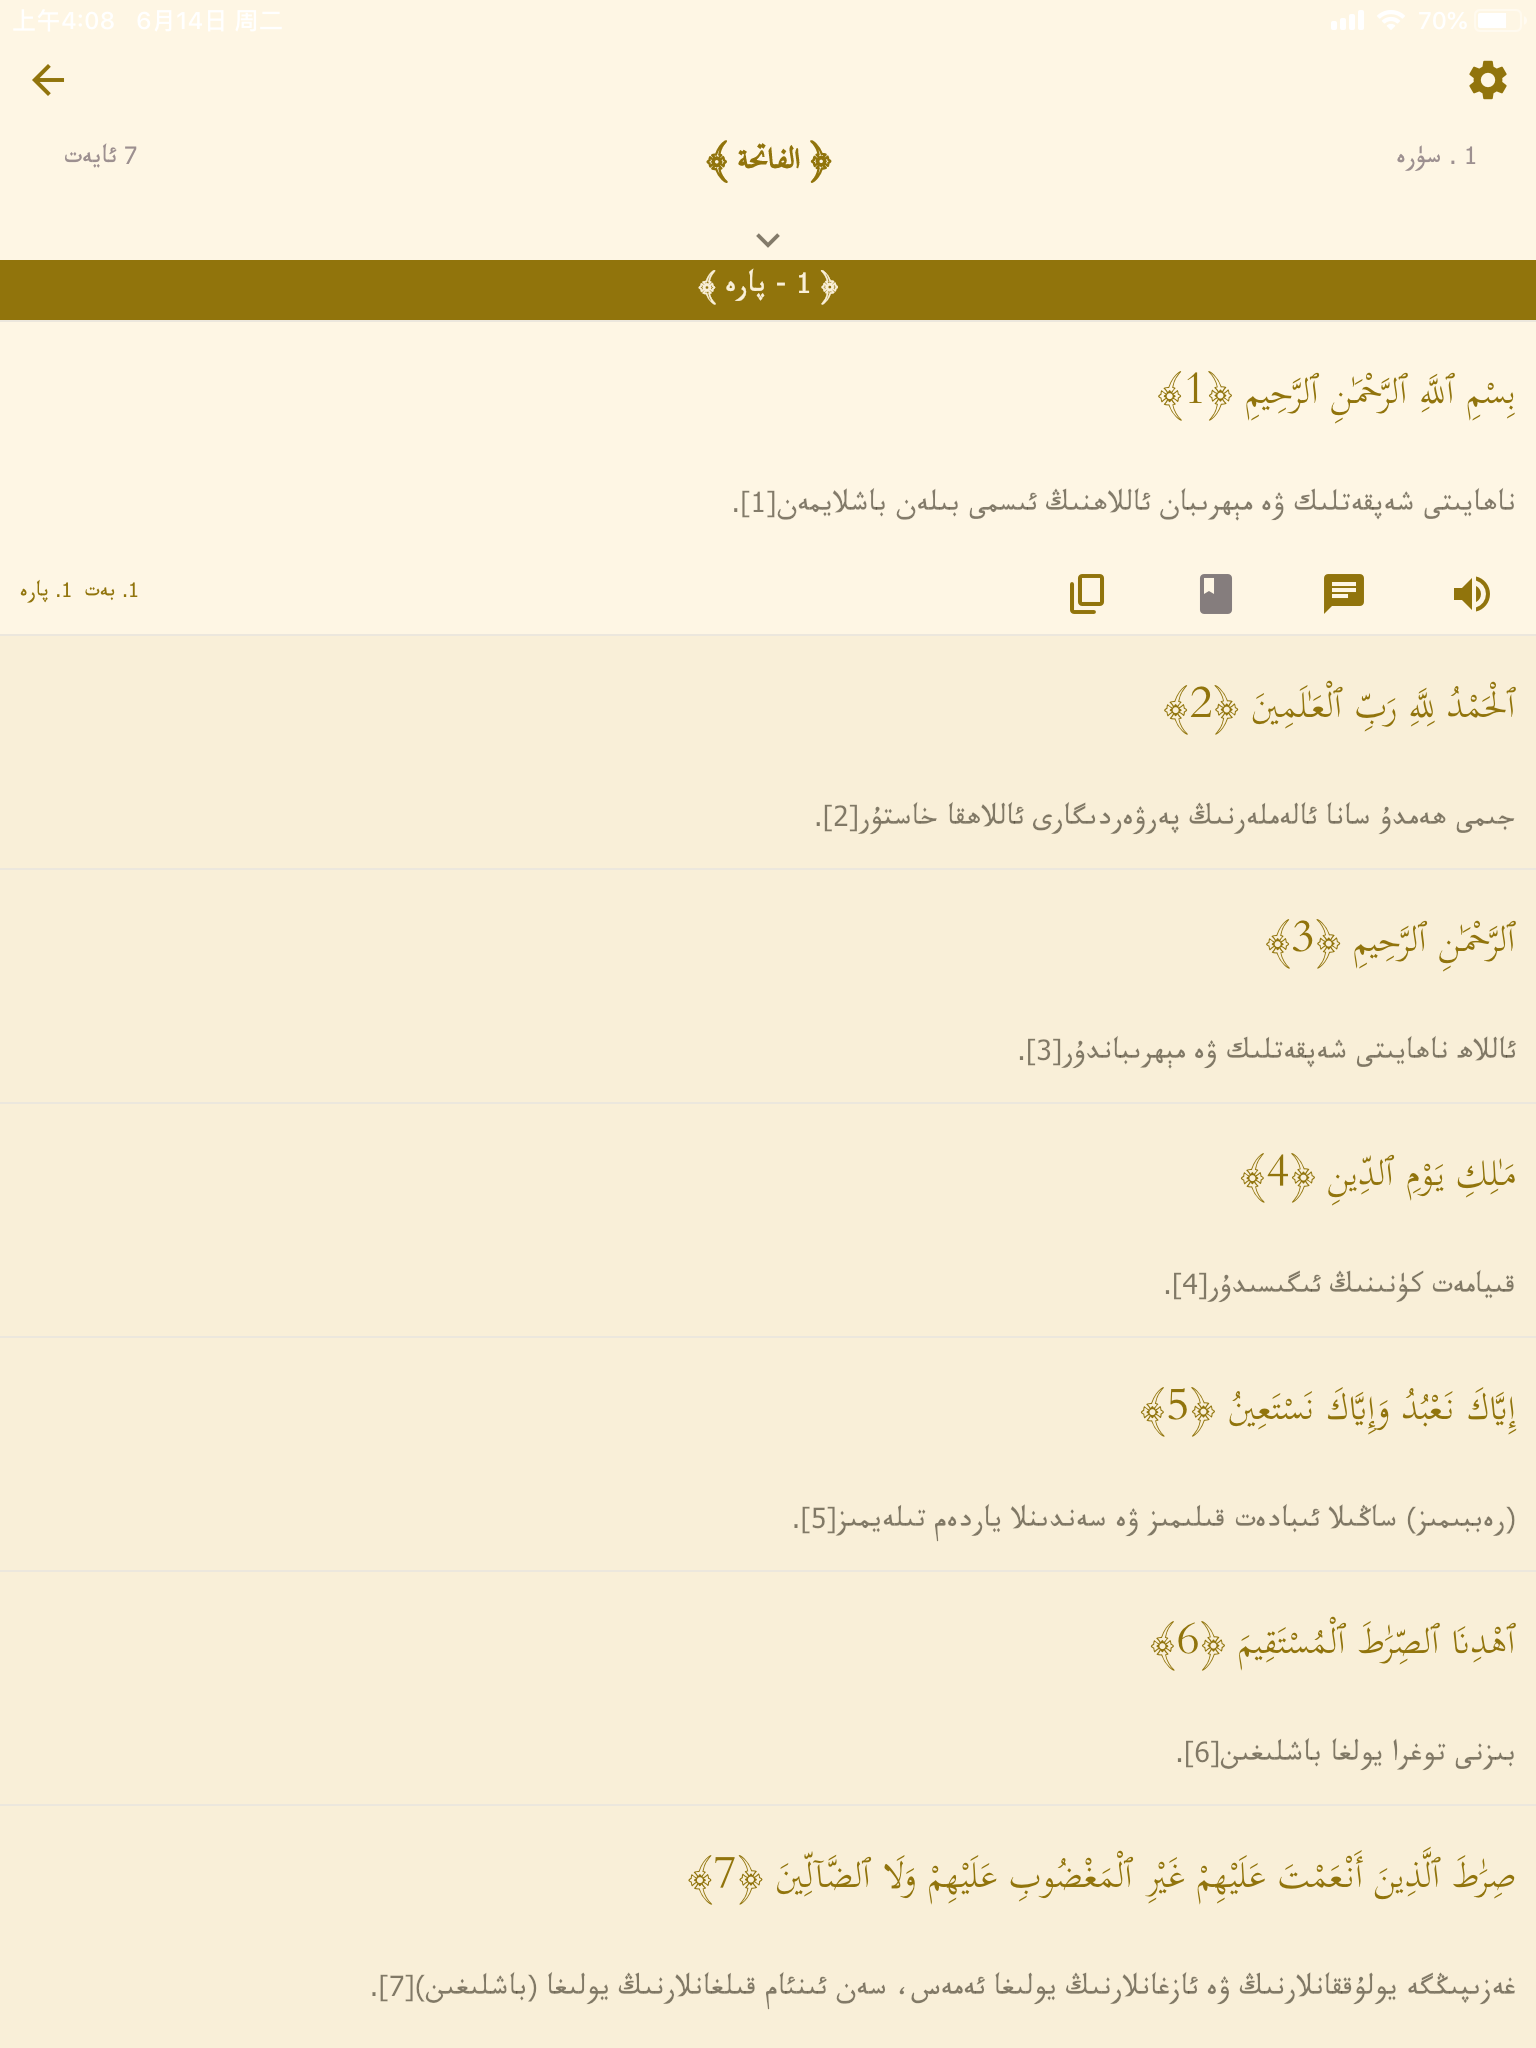 上午4:08 6月14日 周二 70%
1 . سۈرە ﴿ الفاتحة ﴾ 7 ئايەت
﴿ 1 - پارە ﴾
بِسْمِ ٱللَّهِ ٱلرَّحْمَٰنِ ٱلرَّحِيمِ ﴿1﴾
ناھايىتى شەپقەتلىك ۋە مېھرىبان ئاللاھنىڭ ئىسمى بىلەن باشلايمەن[1].
1. بەت 1. پارە
ٱلْحَمْدُ لِلَّهِ رَبِّ ٱلْعَٰلَمِينَ ﴿2﴾
جىمى ھەمدۇ سانا ئالەملەرنىڭ پەرۋەردىگارى ئاللاھقا خاستۇر[2].
ٱلرَّحْمَٰنِ ٱلرَّحِيمِ ﴿3﴾
ئاللاھ ناھايىتى شەپقەتلىك ۋە مېھرىباندۇر[3].
مَٰلِكِ يَوْمِ ٱلدِّينِ ﴿4﴾
قىيامەت كۈنىنىڭ ئىگىسىدۇر[4].
إِيَّاكَ نَعْبُدُ وَإِيَّاكَ نَسْتَعِينُ ﴿5﴾
(رەببىمىز) ساڭىلا ئىبادەت قىلىمىز ۋە سەندىنلا ياردەم تىلەيمىز[5].
ٱهْدِنَا ٱلصِّرَٰطَ ٱلْمُسْتَقِيمَ ﴿6﴾
بىزنى توغرا يولغا باشلىغىن[6].
صِرَٰطَ ٱلَّذِينَ أَنْعَمْتَ عَلَيْهِمْ غَيْرِ ٱلْمَغْضُوبِ عَلَيْهِمْ وَلَا ٱلضَّآلِّينَ ﴿7﴾
غەزىپىڭگە يولۇققانلارنىڭ ۋە ئازغانلارنىڭ يولىغا ئەمەس، سەن ئىنئام قىلغانلارنىڭ يولىغا (باشلىغىن)[7].